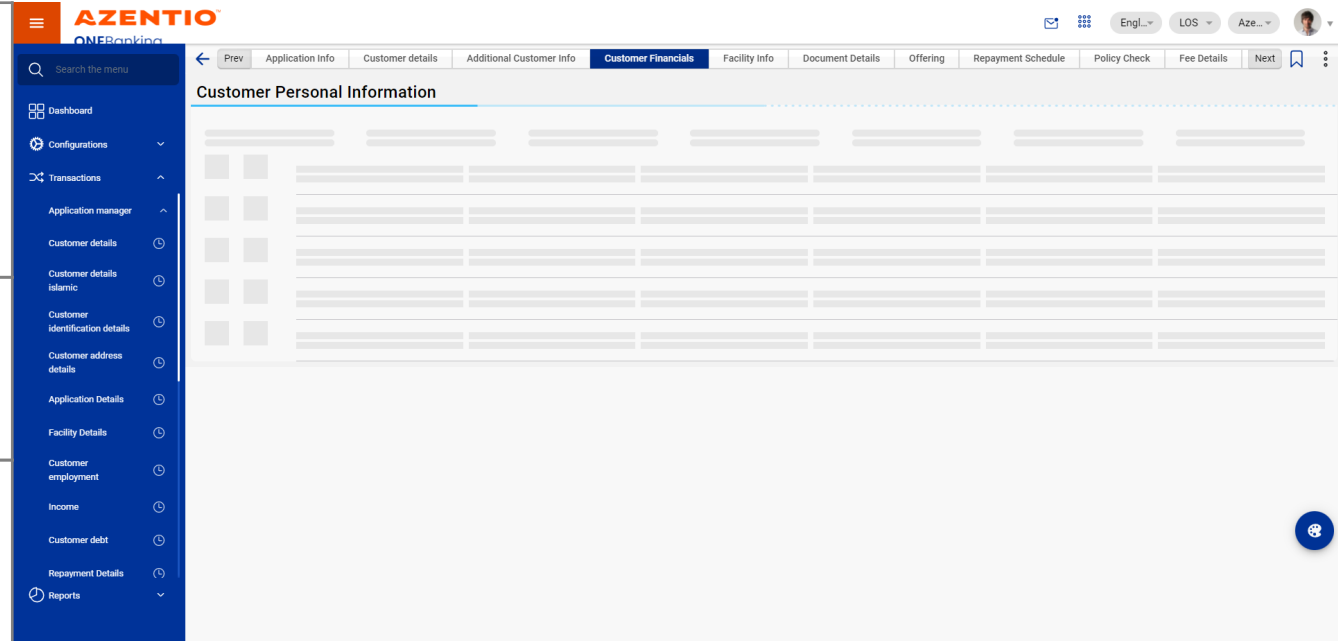 AZENTIO™
ONEBanking
Engl...
LOS
Aze...
Search the menu
Prev
Application Info
Customer details
Additional Customer Info
Customer Financials
Facility Info
Document Details
Offering
Repayment Schedule
Policy Check
Fee Details
Next
Customer Personal Information
Dashboard
Configurations
Transactions
Application manager
Customer details
Customer details
islamic
Customer
identification details
Customer address
details
Application Details
Facility Details
Customer
employment
Income
Customer debt
Repayment Details
Reports